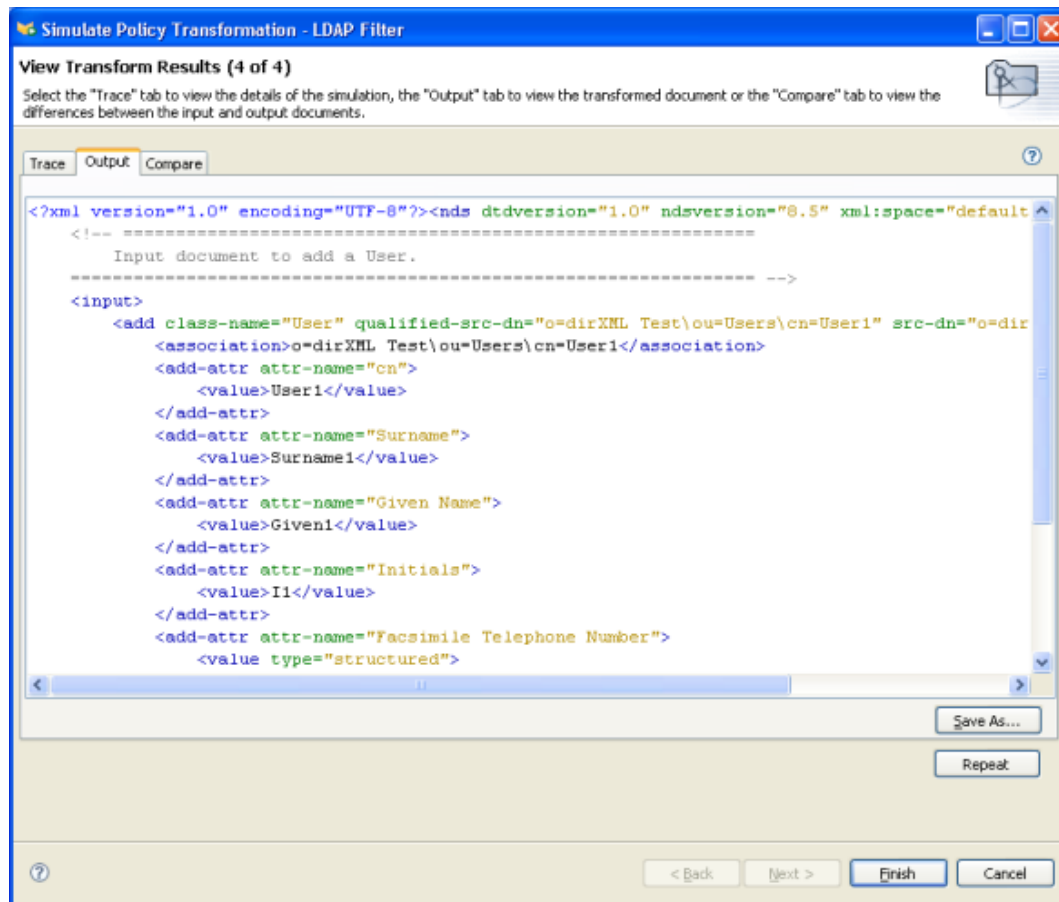 Simulate Policy Transformation - LDAP Filter
View Transform Results (4 of 4)
Select the "Trace" tab to view the details of the simulation, the "Output" tab to view the transformed document or the "Compare" tab to view the
differences between the input and output documents.
Trace Output Compare
<?xml version="1.0" encoding="UTF-8"?><nds dtdversion="1.0" ndsversion="8.5" xml:space="default
<!-- ============================================================
Input document to add a User.
================================================================= -->
<input>
<add class-name="User" qualified-src-dn="o=dirXML Test\ou=Users\cn=User1" src-dn="o=dir
<association>o=dirXML Test\ou=Users\cn=User1</association>
<add-attr attr-name="cn">
<value>User1</value>
</add-attr>
<add-attr attr-name="Surname">
<value>Surname1</value>
</add-attr>
<add-attr attr-name="Given Name">
<value>Given1</value>
</add-attr>
<add-attr attr-name="Initials">
<value>I1</value>
</add-attr>
<add-attr attr-name="Facsimile Telephone Number">
<value type="structured">
Save As...
Repeat
< Back Next > Finish Cancel